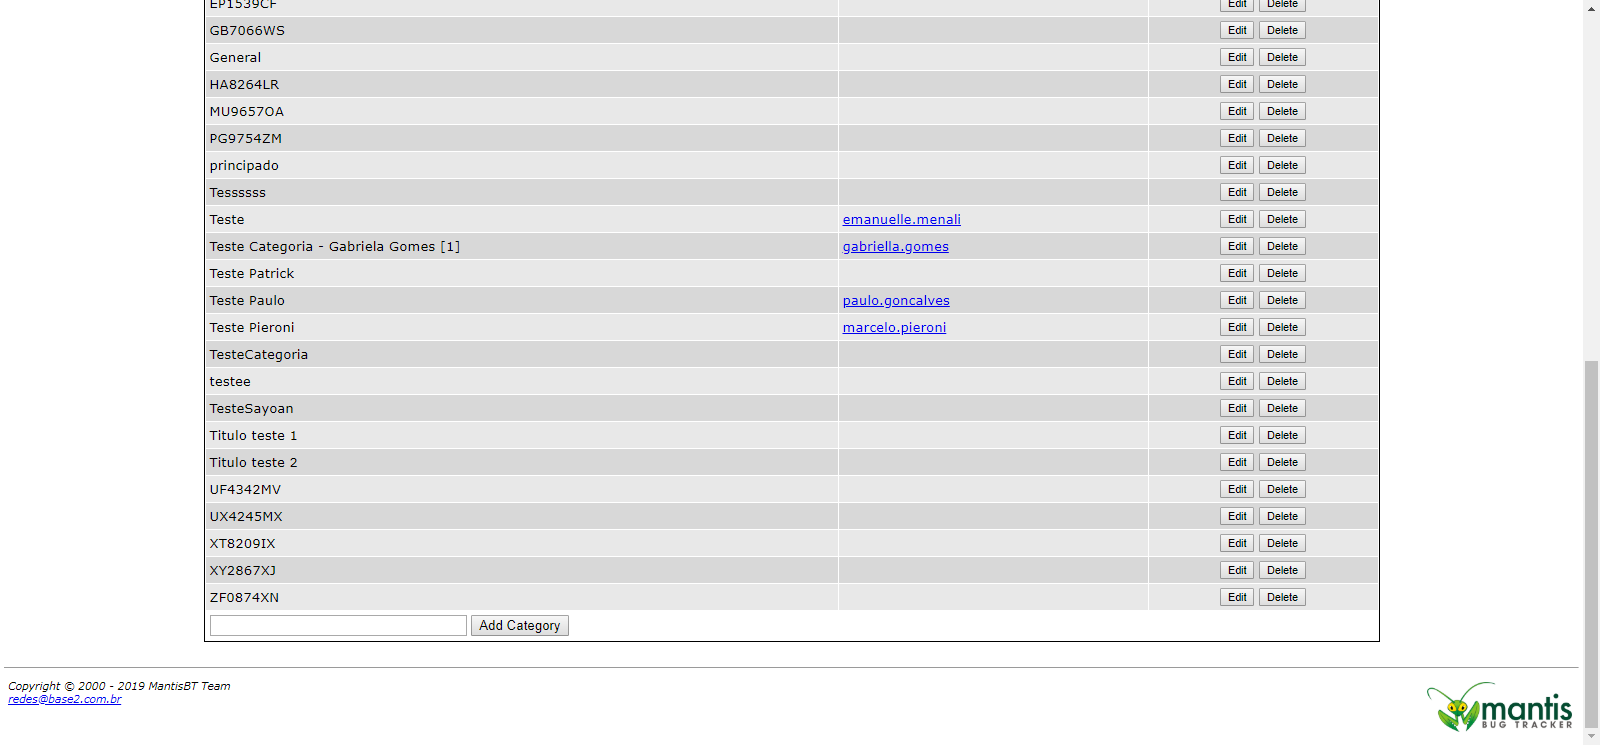 EP1539CF Edit Delete
GB7066WS Edit Delete
General Edit Delete
HA8264LR Edit Delete
MU9657OA Edit Delete
PG9754ZM Edit Delete
principado Edit Delete
Tessssss Edit Delete
Teste emanuelle.menali Edit Delete
Teste Categoria - Gabriela Gomes [1] gabriella.gomes Edit Delete
Teste Patrick Edit Delete
Teste Paulo paulo.goncalves Edit Delete
Teste Pieroni marcelo.pieroni Edit Delete
TesteCategoria Edit Delete
testee Edit Delete
TesteSayoan Edit Delete
Titulo teste 1 Edit Delete
Titulo teste 2 Edit Delete
UF4342MV Edit Delete
UX4245MX Edit Delete
XT8209IX Edit Delete
XY2867XJ Edit Delete
ZF0874XN Edit Delete
Add Category
Copyright © 2000 - 2019 MantisBT Team
redes@base2.com.br
mantis
BUG TRACKER